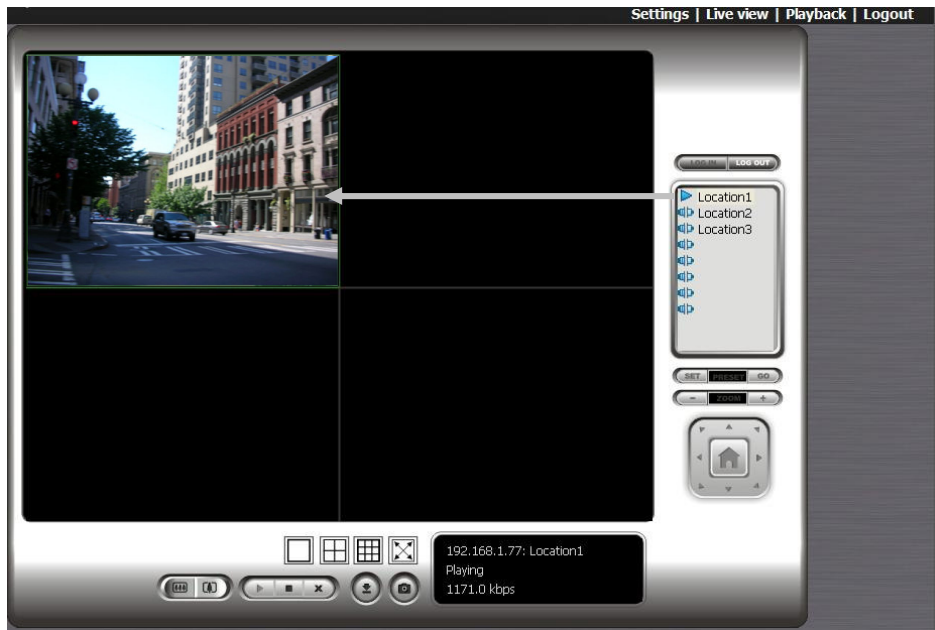 Settings | Live view | Playback | Logout
LOG IN LOG OUT
Location1
Location2
Location3
SET PRESET GO
- ZOOM +
192.168.1.77: Location1
Playing
1171.0 kbps